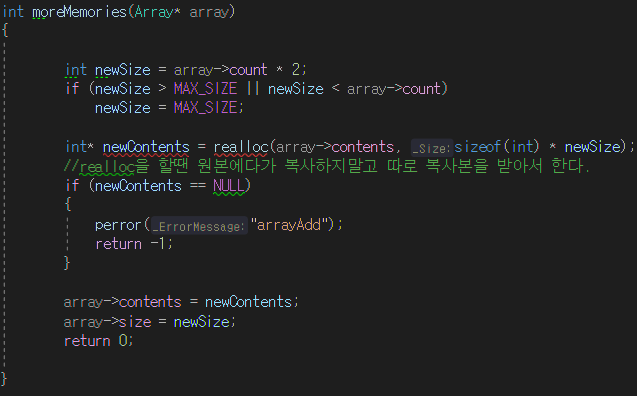 int moreMemories(Array* array)
{
int newSize = array->count * 2;
if (newSize > MAX_SIZE || newSize < array->count)
newSize = MAX_SIZE;
int* newContents = realloc(array->contents, _Size: sizeof(int) * newSize);
//realloc을 할땐 원본에다가 복사하지말고 따로 복사본을 받아서 한다.
if (newContents == NULL)
{
perror(_ErrorMessage: "arrayAdd");
return -1;
}
array->contents = newContents;
array->size = newSize;
return 0;
}